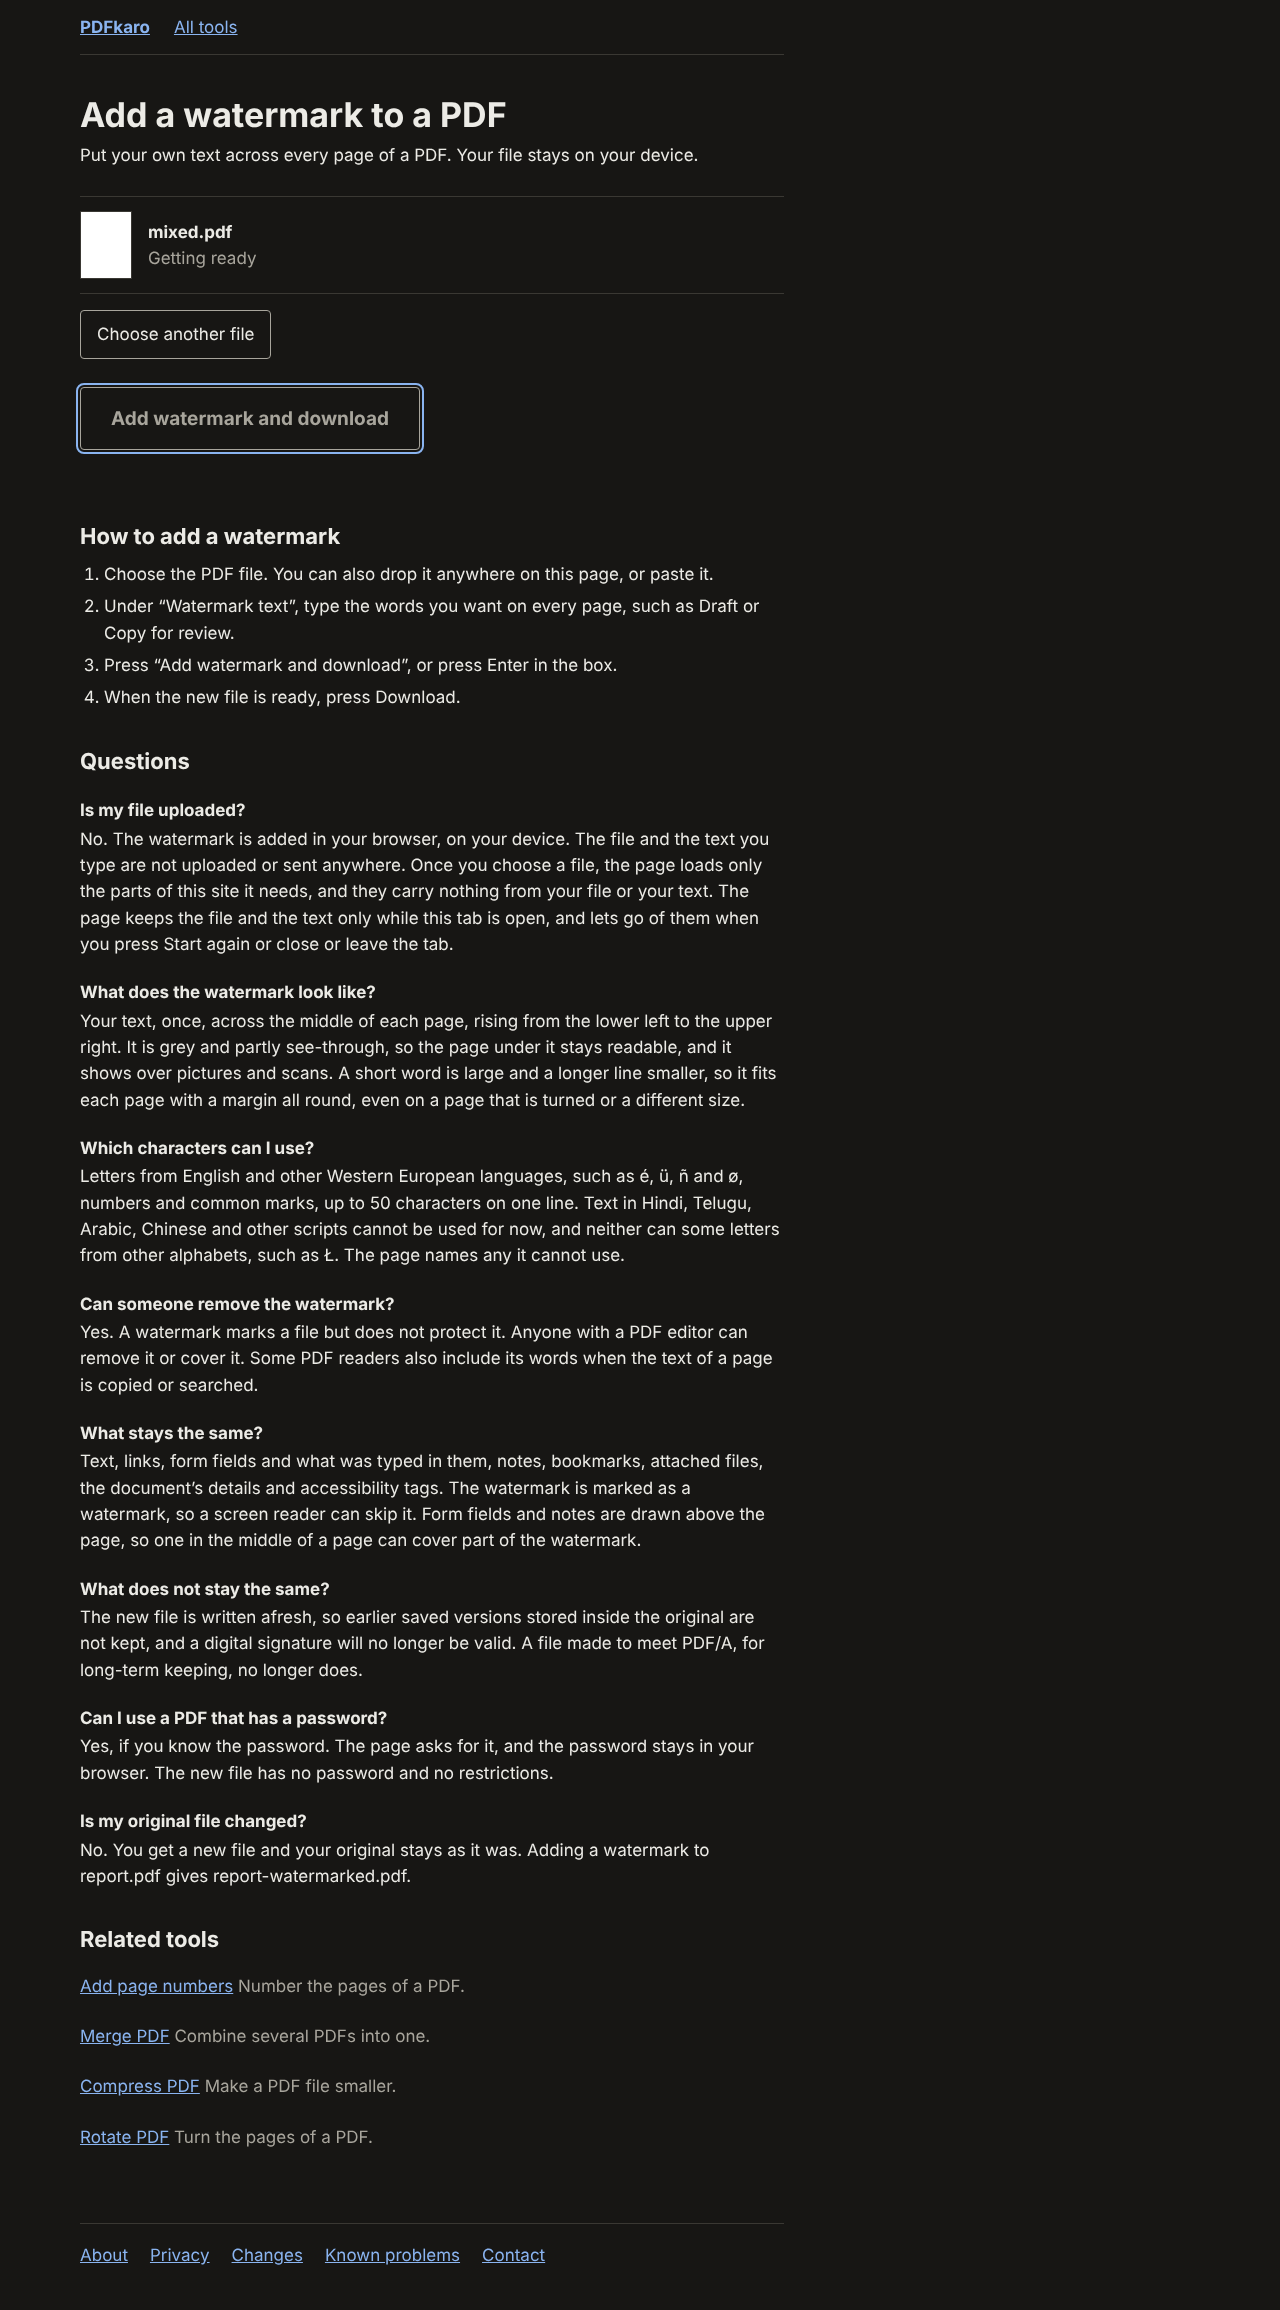 PDFkaro All tools
Add a watermark to a PDF
Put your own text across every page of a PDF. Your file stays on your device.
mixed.pdf
Getting ready
Choose another file
Add watermark and download
How to add a watermark
1. Choose the PDF file. You can also drop it anywhere on this page, or paste it.
2. Under “Watermark text”, type the words you want on every page, such as Draft or
Copy for review.
3. Press “Add watermark and download”, or press Enter in the box.
4. When the new file is ready, press Download.
Questions
Is my file uploaded?
No. The watermark is added in your browser, on your device. The file and the text you
type are not uploaded or sent anywhere. Once you choose a file, the page loads only
the parts of this site it needs, and they carry nothing from your file or your text. The
page keeps the file and the text only while this tab is open, and lets go of them when
you press Start again or close or leave the tab.
What does the watermark look like?
Your text, once, across the middle of each page, rising from the lower left to the upper
right. It is grey and partly see-through, so the page under it stays readable, and it
shows over pictures and scans. A short word is large and a longer line smaller, so it fits
each page with a margin all round, even on a page that is turned or a different size.
Which characters can I use?
Letters from English and other Western European languages, such as é, ü, ñ and ø,
numbers and common marks, up to 50 characters on one line. Text in Hindi, Telugu,
Arabic, Chinese and other scripts cannot be used for now, and neither can some letters
from other alphabets, such as Ł. The page names any it cannot use.
Can someone remove the watermark?
Yes. A watermark marks a file but does not protect it. Anyone with a PDF editor can
remove it or cover it. Some PDF readers also include its words when the text of a page
is copied or searched.
What stays the same?
Text, links, form fields and what was typed in them, notes, bookmarks, attached files,
the document’s details and accessibility tags. The watermark is marked as a
watermark, so a screen reader can skip it. Form fields and notes are drawn above the
page, so one in the middle of a page can cover part of the watermark.
What does not stay the same?
The new file is written afresh, so earlier saved versions stored inside the original are
not kept, and a digital signature will no longer be valid. A file made to meet PDF/A, for
long-term keeping, no longer does.
Can I use a PDF that has a password?
Yes, if you know the password. The page asks for it, and the password stays in your
browser. The new file has no password and no restrictions.
Is my original file changed?
No. You get a new file and your original stays as it was. Adding a watermark to
report.pdf gives report-watermarked.pdf.
Related tools
Add page numbers Number the pages of a PDF.
Merge PDF Combine several PDFs into one.
Compress PDF Make a PDF file smaller.
Rotate PDF Turn the pages of a PDF.
About Privacy Changes Known problems Contact